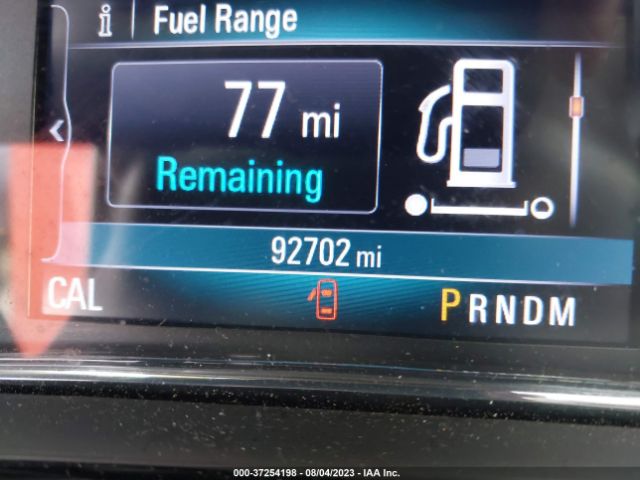 i Fuel Range
77 mi
Remaining
92702 mi
CAL PRNDM
000-37254198 - 08/04/2023 - IAA Inc.